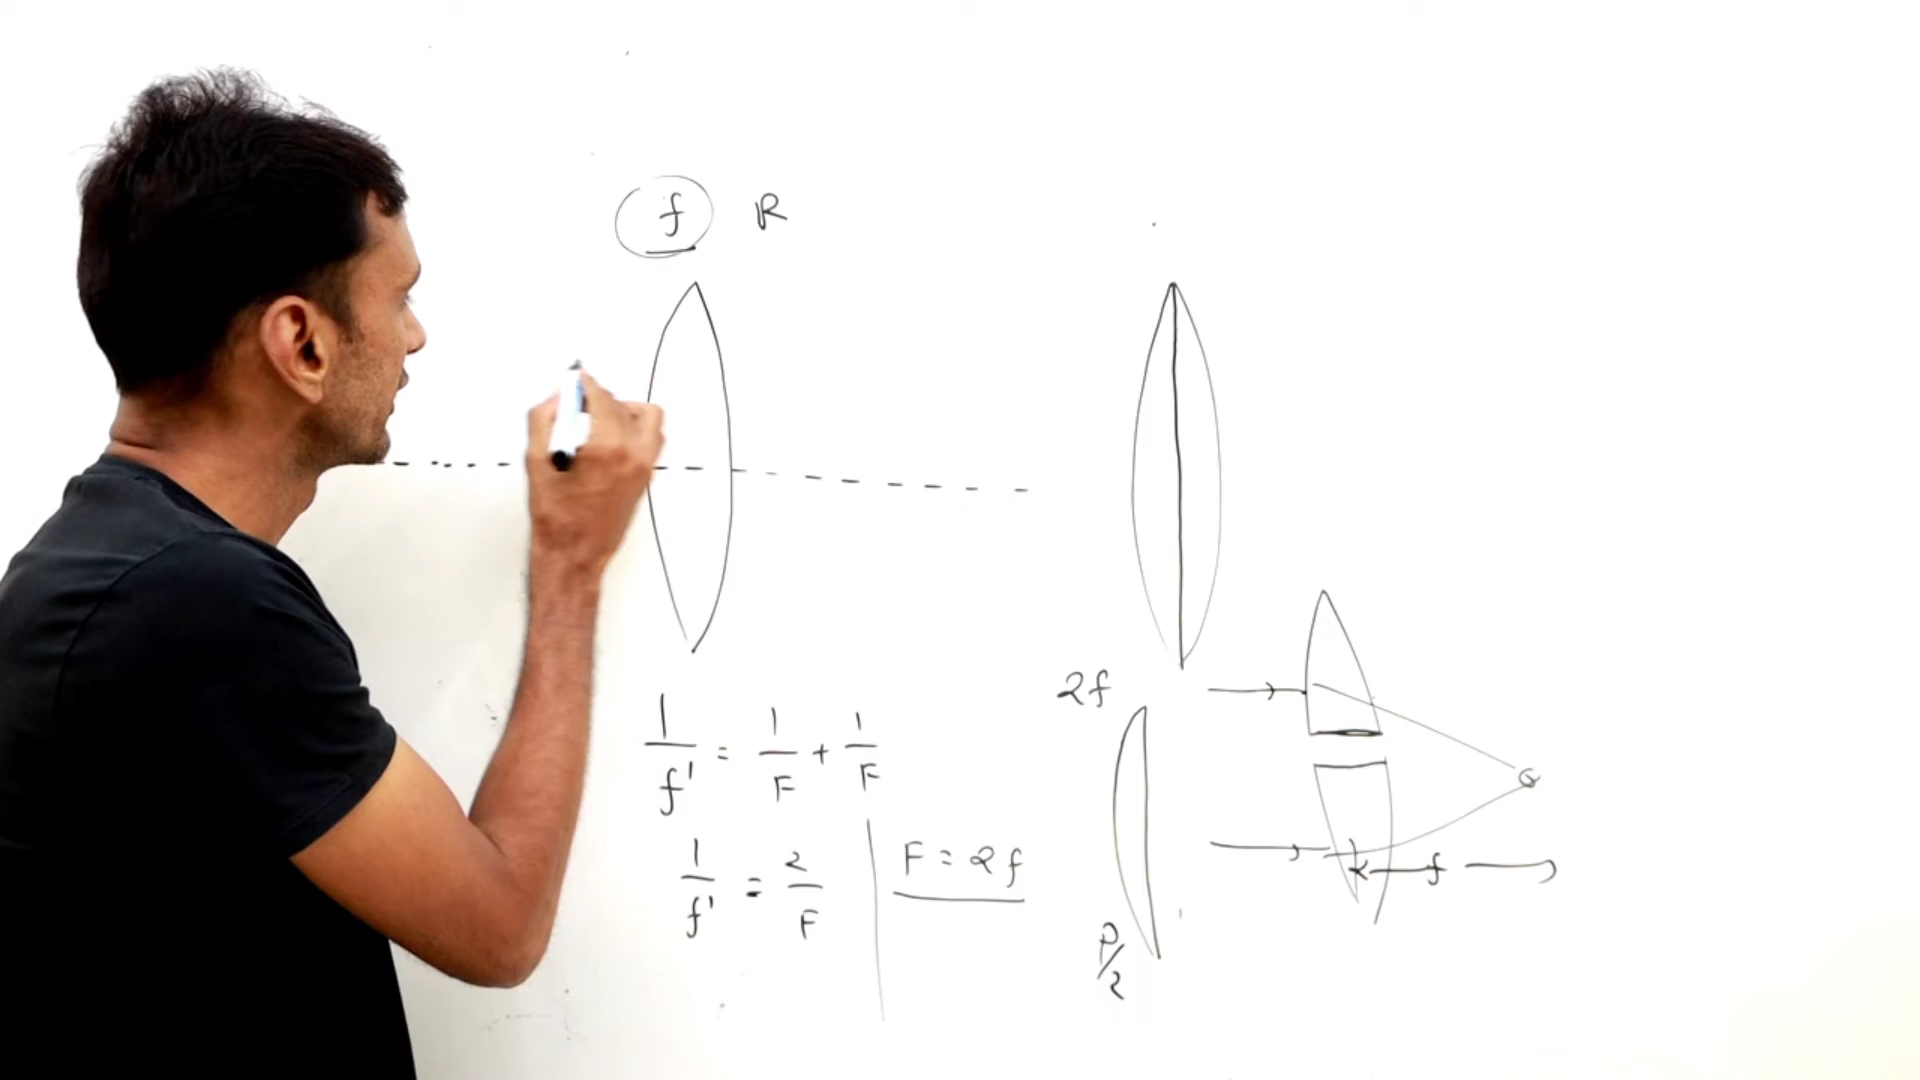 f R
1/f' = 1/F + 1/F
1/f' = 2/F
F = 2f
2f
P/2
f